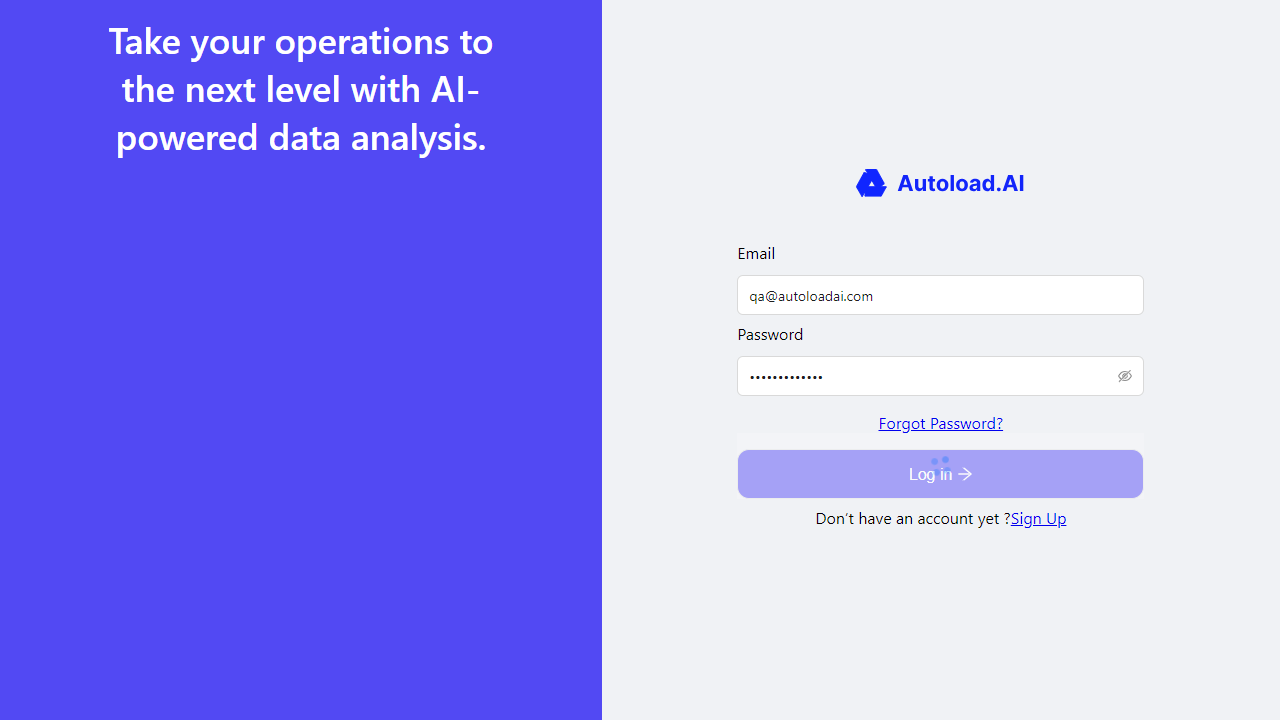 Take your operations to
the next level with AI-
powered data analysis.
Autoload.AI
Email
qa@autoloadai.com
Password
•••••••••••••
Forgot Password?
Log in
Don't have an account yet ?Sign Up